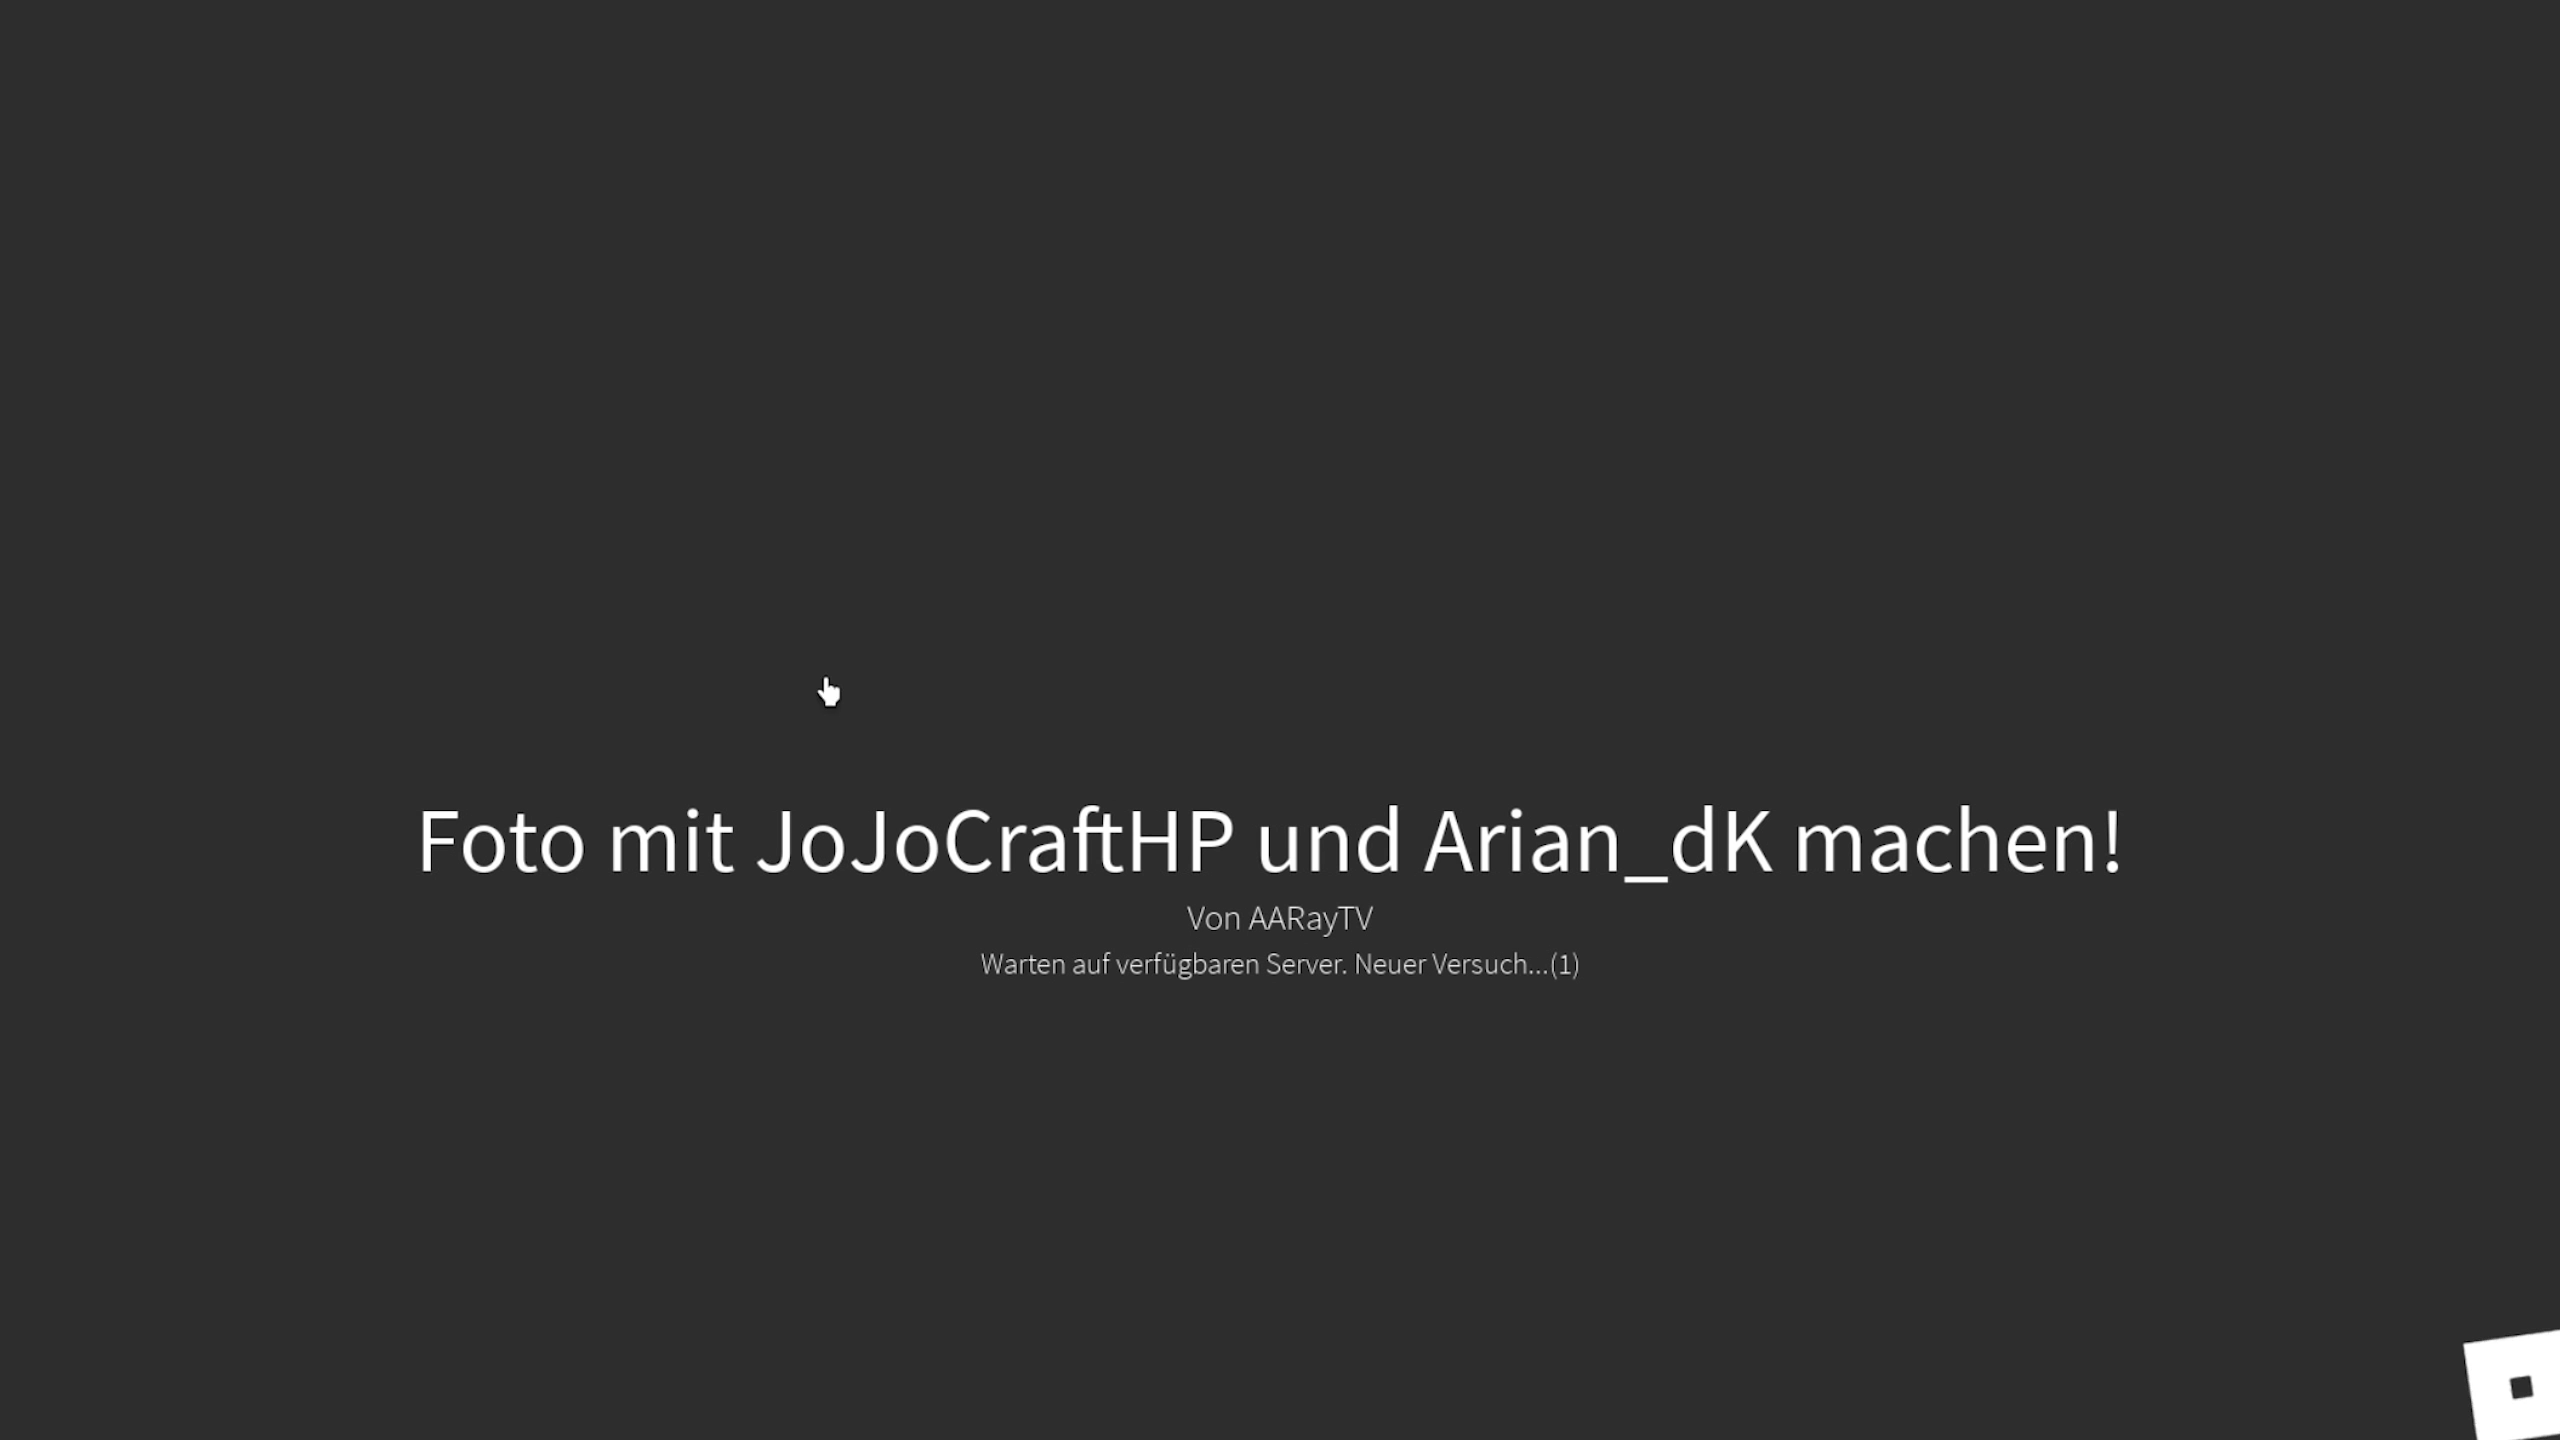 Foto mit JoJoCraftHP und Arian_dK machen!
Von AARayTV
Warten auf verfügbaren Server. Neuer Versuch...(1)